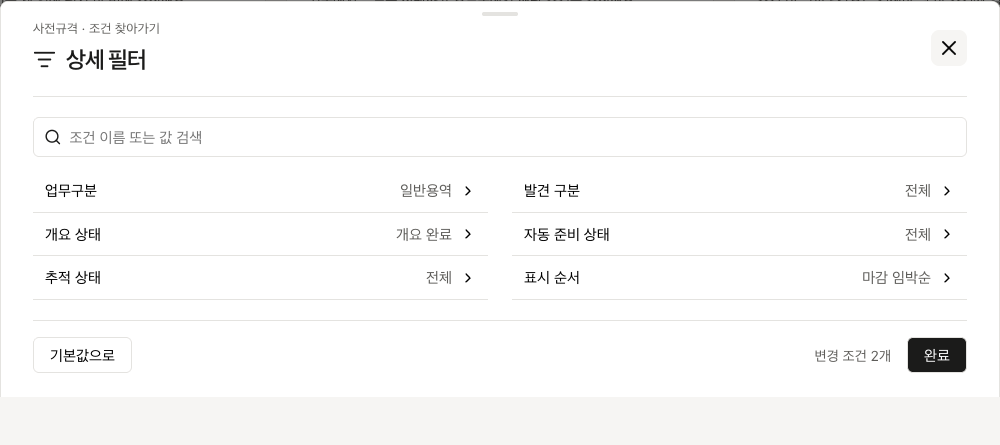 사전규격 · 조건 찾아가기
상세 필터
조건 이름 또는 값 검색
업무구분 일반용역
발견 구분 전체
개요 상태 개요 완료
자동 준비 상태 전체
추적 상태 전체
표시 순서 마감 임박순
기본값으로
변경 조건 2개
완료